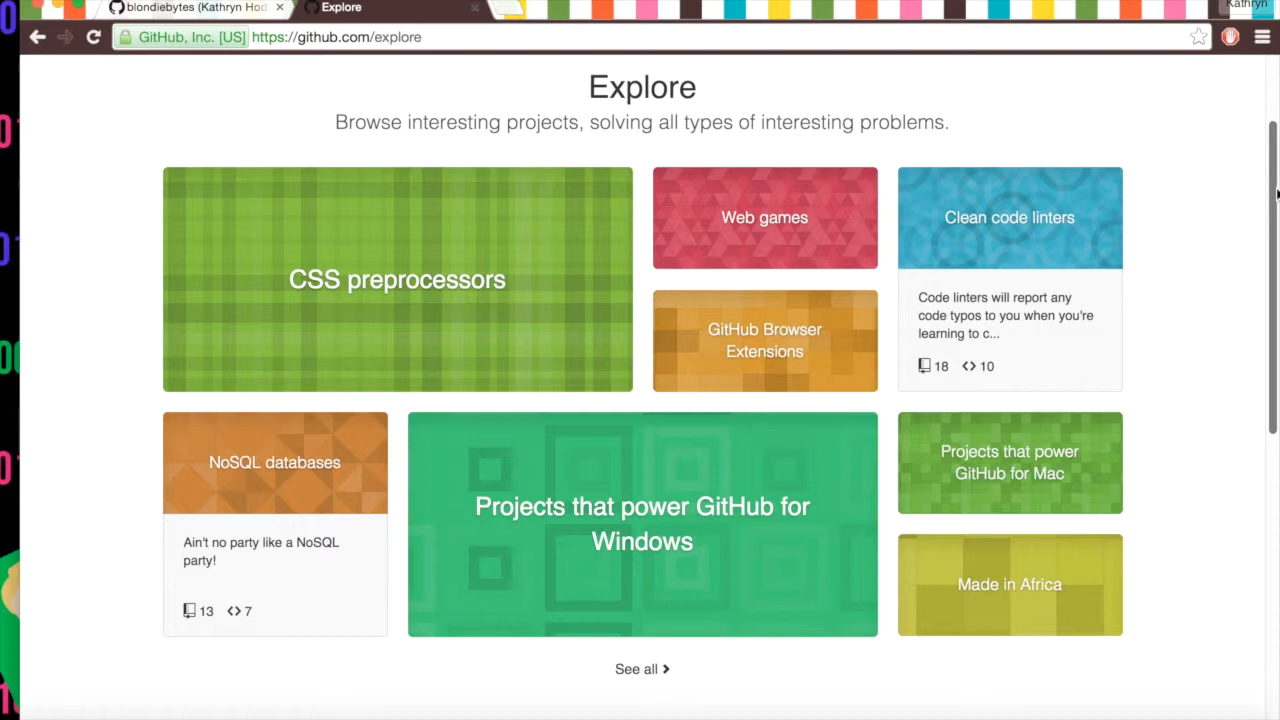 blondiebytes (Kathryn Hod
Explore
Kathryn
GitHub, Inc. [US] https://github.com/explore
Explore
Browse interesting projects, solving all types of interesting problems.
CSS preprocessors
Web games
GitHub Browser
Extensions
Clean code linters
Code linters will report any
code typos to you when you're
learning to c...
18 10
NoSQL databases
Ain't no party like a NoSQL
party!
13 7
Projects that power GitHub for
Windows
Projects that power
GitHub for Mac
Made in Africa
See all